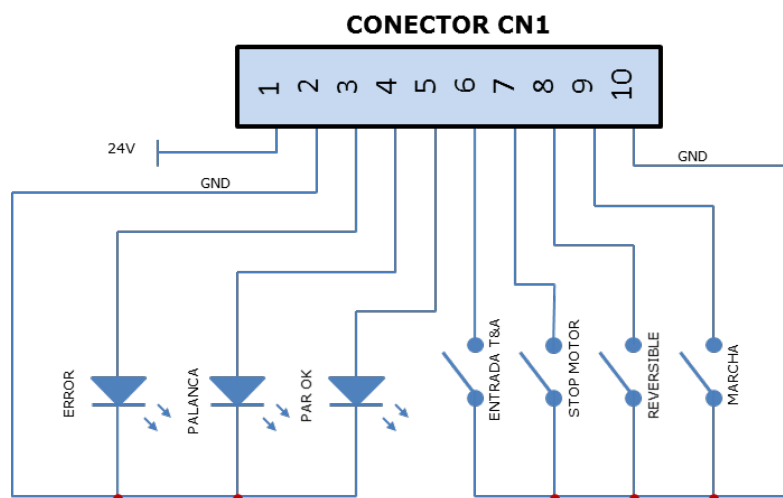 CONECTOR CN1
1 2 3 4 5 6 7 8 9 10
24V
GND
GND
ERROR
PALANCA
PAR OK
ENTRADA T&A
STOP MOTOR
REVERSIBLE
MARCHA